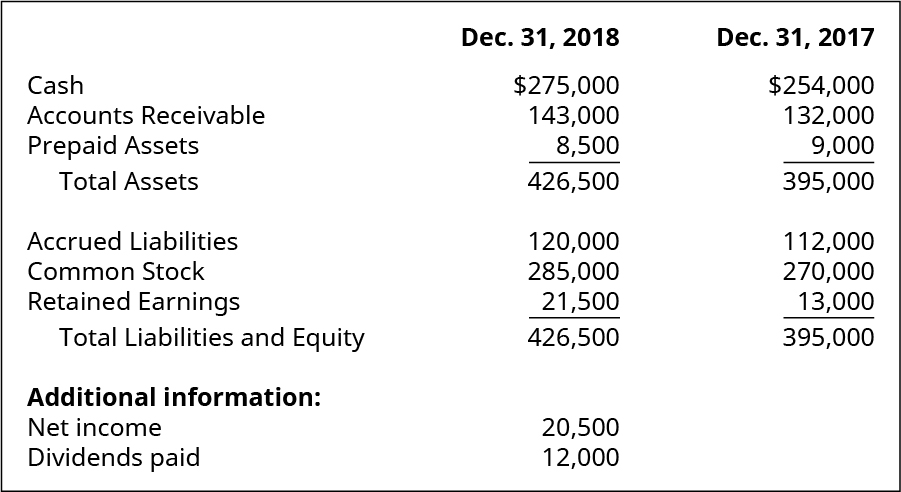 Dec. 31, 2018 Dec. 31, 2017
Cash $275,000 $254,000
Accounts Receivable 143,000 132,000
Prepaid Assets 8,500 9,000
Total Assets 426,500 395,000
Accrued Liabilities 120,000 112,000
Common Stock 285,000 270,000
Retained Earnings 21,500 13,000
Total Liabilities and Equity 426,500 395,000
Additional information:
Net income 20,500
Dividends paid 12,000